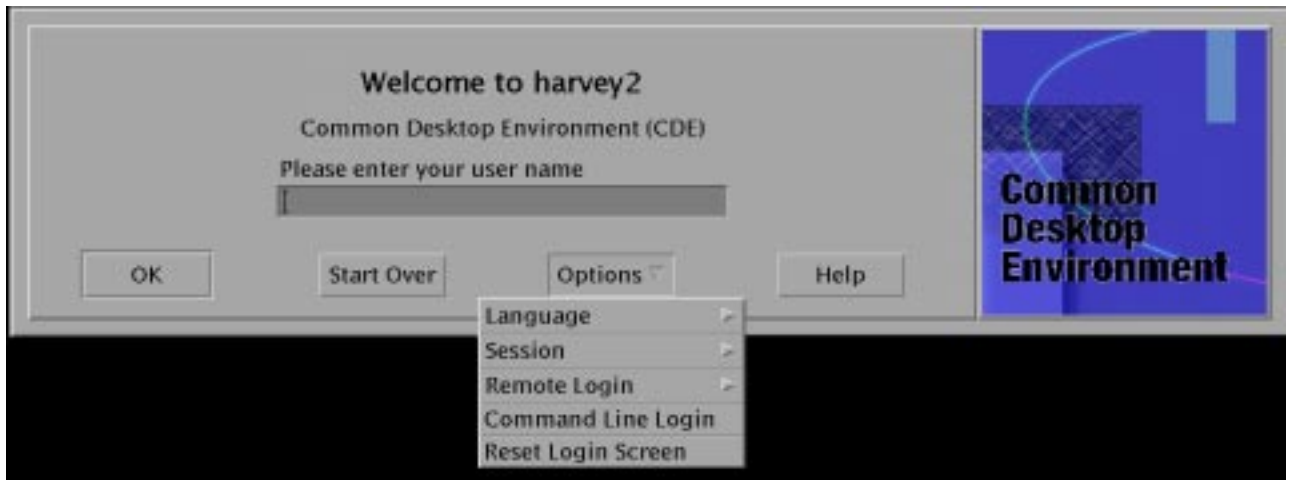 Welcome to harvey2
Common Desktop Environment (CDE)
Please enter your user name
OK
Start Over
Options
Help
Language
Session
Remote Login
Command Line Login
Reset Login Screen
Common
Desktop
Environment